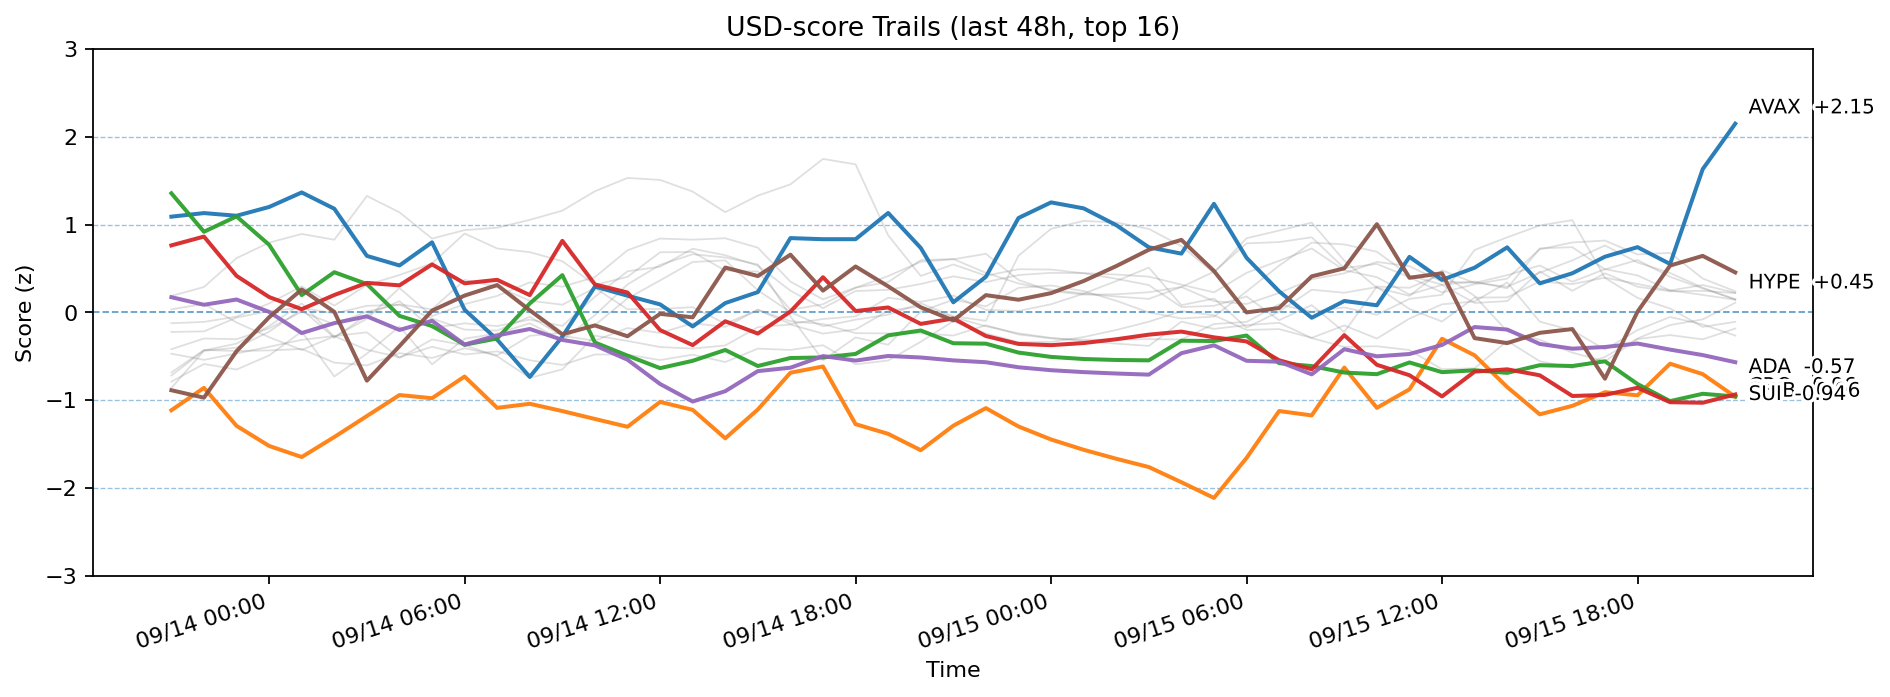 USD-score Trails (last 48h, top 16)
3
2
1
0
−1
−2
−3
Score (z)
AVAX +2.15
HYPE +0.45
ADA -0.57
SUI -0.94
09/14 00:00
09/14 06:00
09/14 12:00
09/14 18:00
09/15 00:00
09/15 06:00
09/15 12:00
09/15 18:00
Time